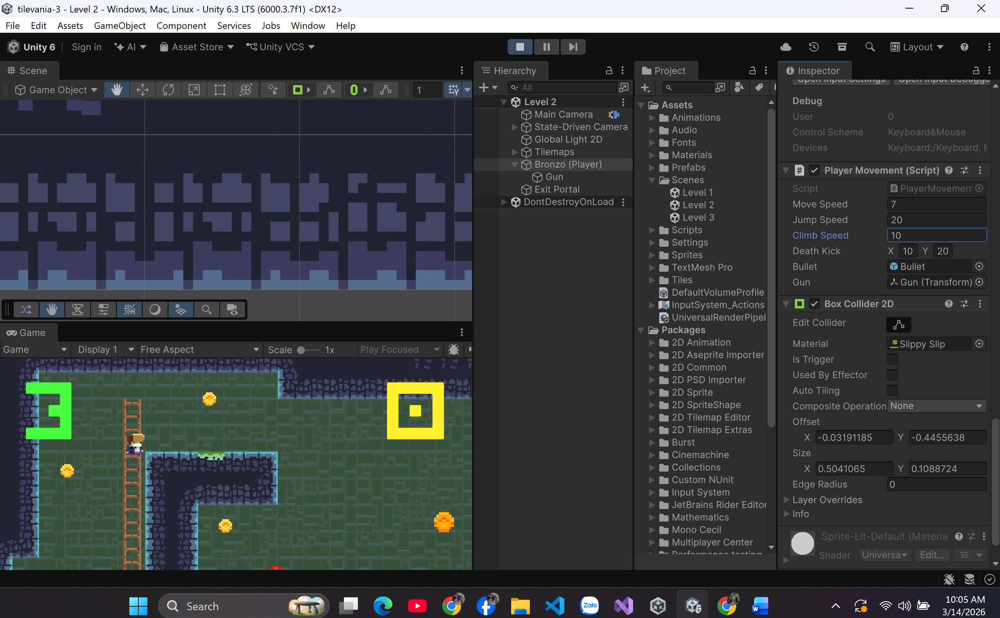 tilevania-3 - Level 2 - Windows, Mac, Linux - Unity 6.3 LTS (6000.3.7f1) <DX12>
File Edit Assets GameObject Component Services Jobs Window Help
Unity 6 Sign in AI Asset Store Unity VCS Layout
Scene
Game Object 1
Game
Game Display 1 Free Aspect Scale 1x Play Focused
Hierarchy
All
Level 2
Main Camera
State-Driven Camera
Global Light 2D
Tilemaps
Bronzo (Player)
Gun
Exit Portal
DontDestroyOnLoad
Project
Assets
Animations
Audio
Fonts
Materials
Prefabs
Scenes
Level 1
Level 2
Level 3
Scripts
Settings
Sprites
TextMesh Pro
Tiles
DefaultVolumeProfile
InputSystem_Actions
UniversalRenderPipel
Packages
2D Animation
2D Aseprite Importer
2D Common
2D PSD Importer
2D Sprite
2D SpriteShape
2D Tilemap Editor
2D Tilemap Extras
Burst
Cinemachine
Collections
Custom NUnit
Input System
JetBrains Rider Editor
Mathematics
Mono Cecil
Multiplayer Center
Performance testing
Inspector
Open Input Settings Open Input Debugge
Debug
User 0
Control Scheme Keyboard&Mouse
Devices Keyboard:/Keyboard, M
Player Movement (Script)
Script PlayerMovement
Move Speed 7
Jump Speed 20
Climb Speed 10
Death Kick X 10 Y 20
Bullet Bullet
Gun Gun (Transform)
Box Collider 2D
Edit Collider
Material Slippy Slip
Is Trigger
Used By Effector
Auto Tiling
Composite Operation None
Offset
X -0.03191185 Y -0.4455638
Size
X 0.5041065 Y 0.1088724
Edge Radius 0
Layer Overrides
Info
Sprite-Lit-Default (Materia
Shader Universa Edit...
Search
Zalo
10:05 AM
3/14/2026